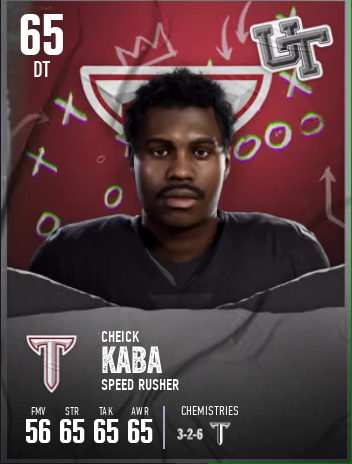 65
DT
UT
CHEICK
KABA
SPEED RUSHER
T
FMV STR TAK AWR
56 65 65 65
CHEMISTRIES
3-2-6 T